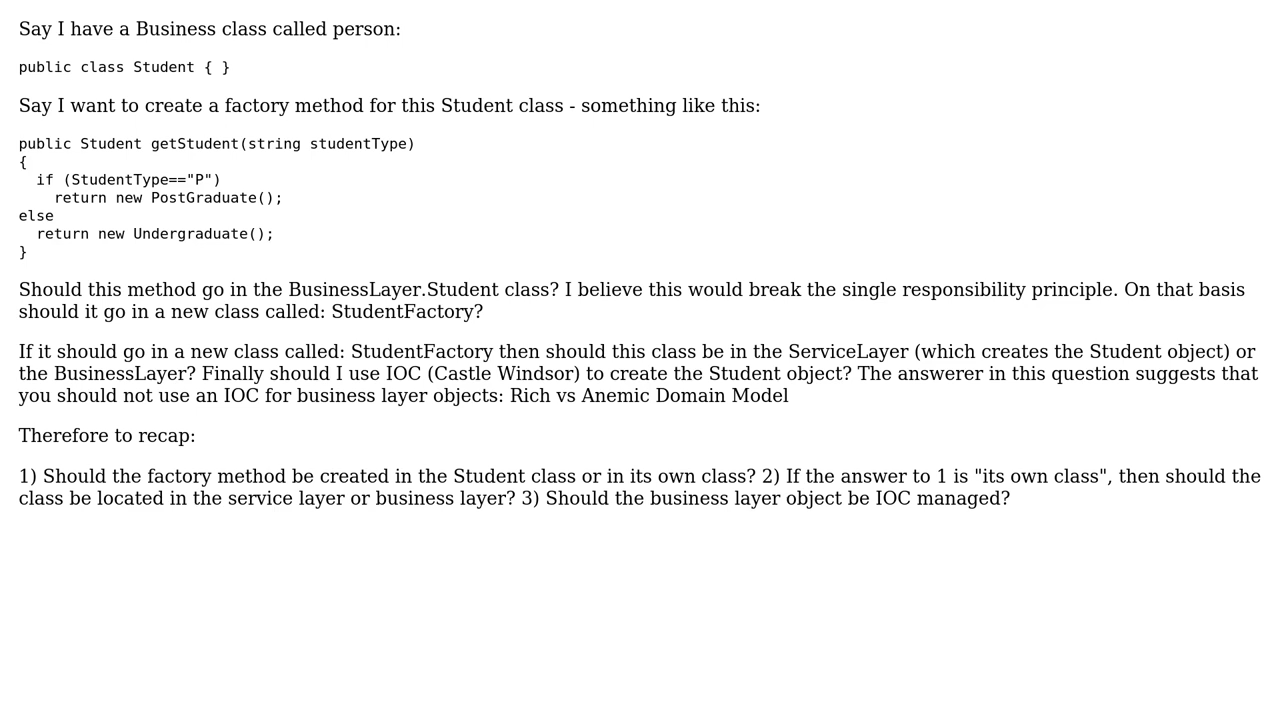 Say I have a Business class called person:
public class Student { }
Say I want to create a factory method for this Student class - something like this:
public Student getStudent(string studentType)
{
  if (StudentType=="P")
    return new PostGraduate();
else
  return new Undergraduate();
}
Should this method go in the BusinessLayer.Student class? I believe this would break the single responsibility principle. On that basis
should it go in a new class called: StudentFactory?
If it should go in a new class called: StudentFactory then should this class be in the ServiceLayer (which creates the Student object) or
the BusinessLayer? Finally should I use IOC (Castle Windsor) to create the Student object? The answerer in this question suggests that
you should not use an IOC for business layer objects: Rich vs Anemic Domain Model
Therefore to recap:
1) Should the factory method be created in the Student class or in its own class? 2) If the answer to 1 is "its own class", then should the
class be located in the service layer or business layer? 3) Should the business layer object be IOC managed?